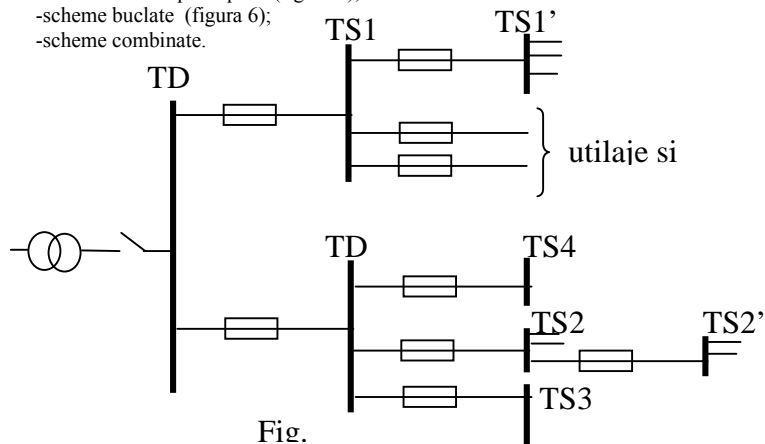 -scheme buclate (figura 6);
-scheme combinate.
TS1
TS1’
TD
utilaje si
TD
TS4
TS2
TS2’
TS3
Fig.